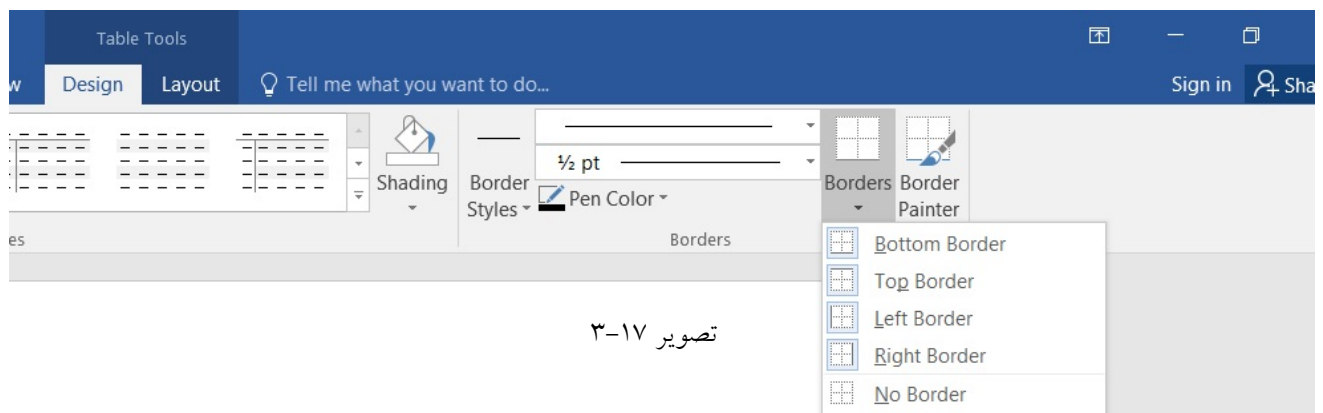 Table Tools
w Design Layout Tell me what you want to do... Sign in Sha
½ pt
Shading Border Styles Pen Color Borders Border Painter
es Borders
Bottom Border
Top Border
Left Border
Right Border
No Border
تصویر ۱۷-۳